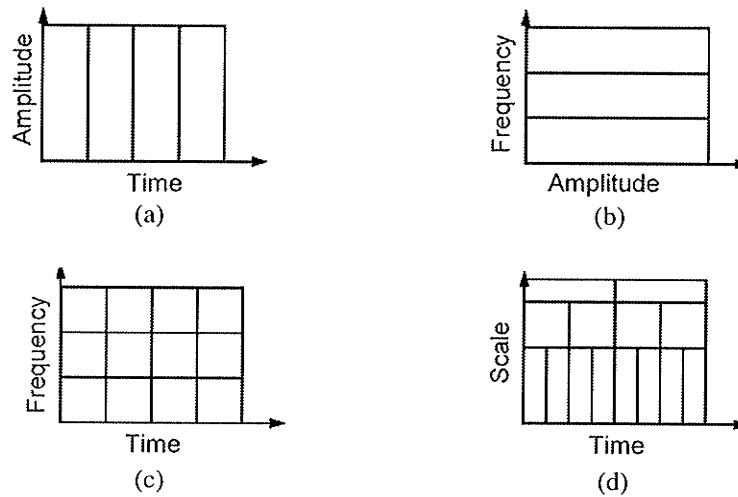 Amplitude
Time
(a)
Frequency
Amplitude
(b)
Frequency
Time
(c)
Scale
Time
(d)